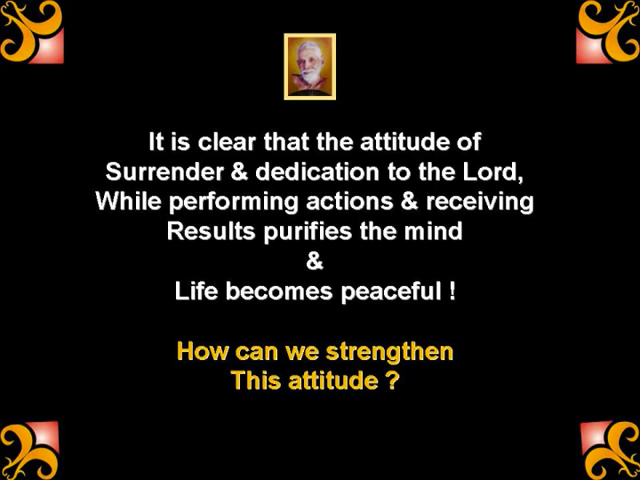 It is clear that the attitude of
Surrender & dedication to the Lord,
While performing actions & receiving
Results purifies the mind
&
Life becomes peaceful !
How can we strengthen
This attitude ?